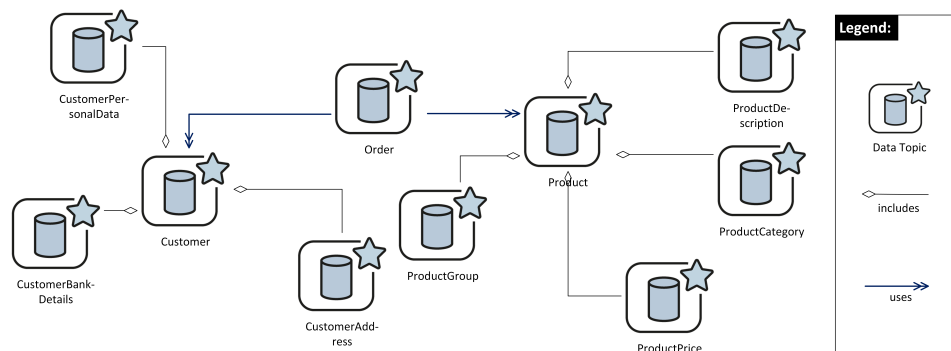 Legend:
CustomerPer-
sonalData
ProductDe-
scription
Order
Data Topic
Product
Customer
includes
ProductCategory
ProductGroup
CustomerBank-
Details
uses
CustomerAdd-
ress
ProductPrice